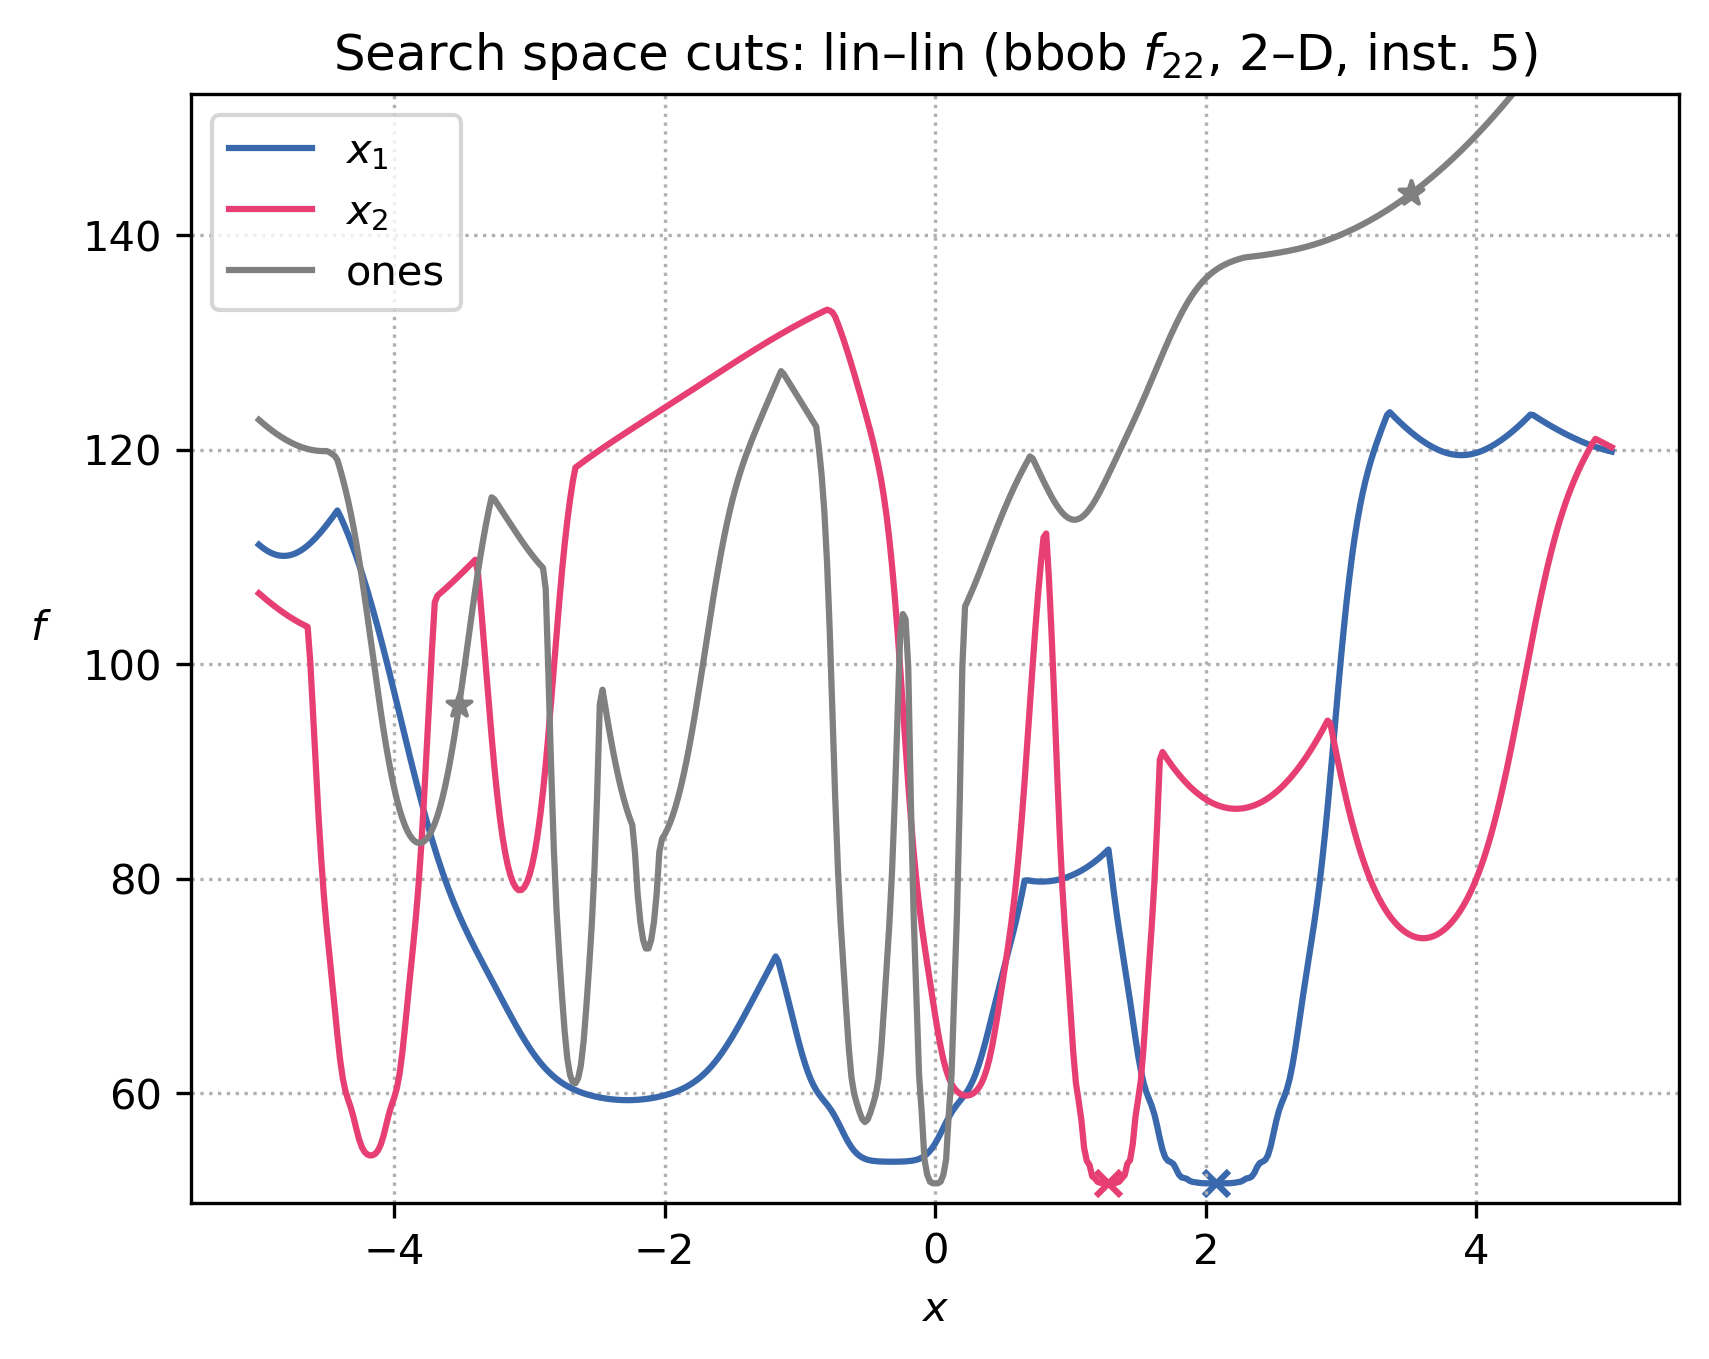 Search space cuts: lin–lin (bbob f₂₂, 2–D, inst. 5)
x₁
x₂
ones
140
120
100
80
60
f
−4
−2
0
2
4
x